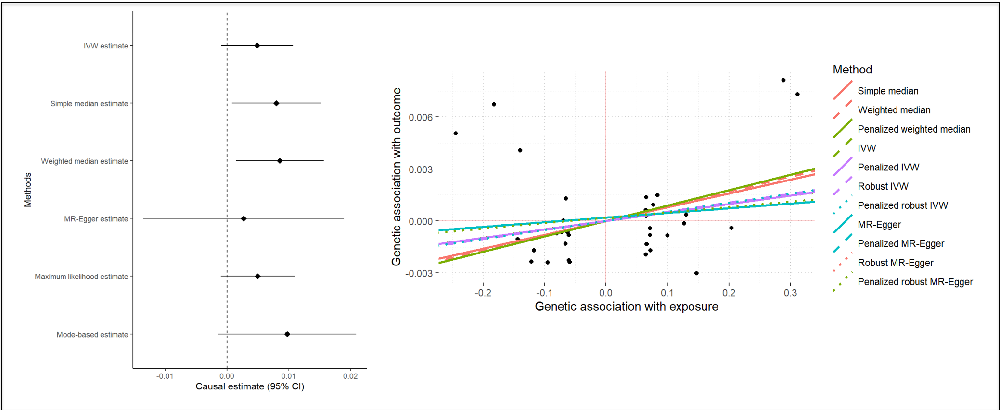 IVW estimate
Simple median estimate
Weighted median estimate
MR-Egger estimate
Maximum likelihood estimate
Mode-based estimate
Methods
-0.01
0.00
0.01
0.02
Causal estimate (95% CI)
Genetic association with outcome
0.006
0.003
0.000
-0.003
-0.2
-0.1
0.0
0.1
0.2
0.3
Genetic association with exposure
Method
Simple median
Weighted median
Penalized weighted median
IVW
Penalized IVW
Robust IVW
Penalized robust IVW
MR-Egger
Penalized MR-Egger
Robust MR-Egger
Penalized robust MR-Egger